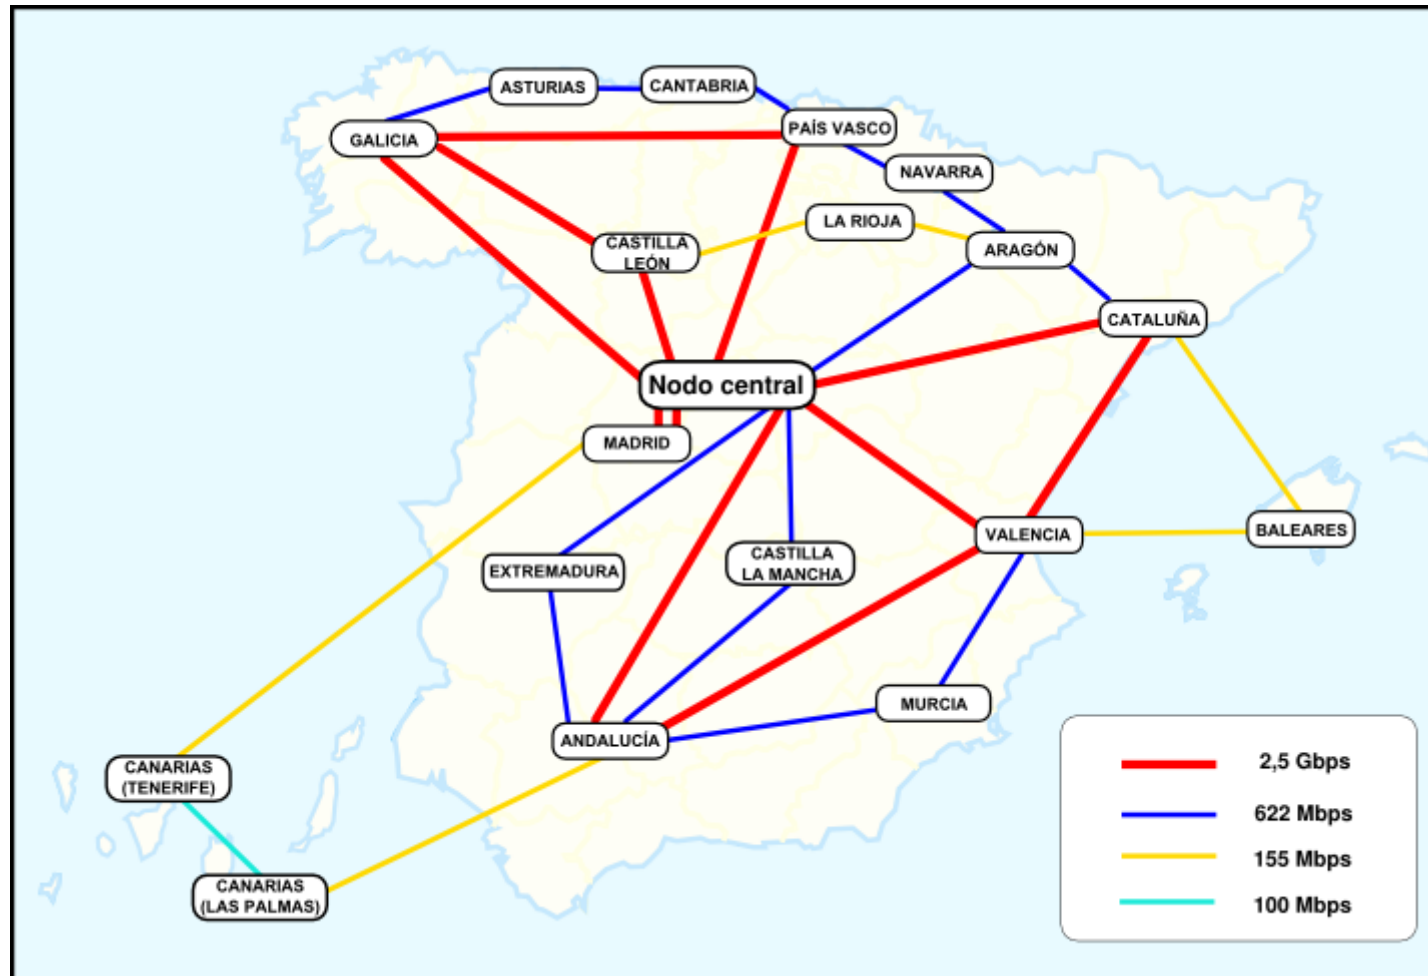 ASTURIAS
CANTABRIA
PAÍS VASCO
GALICIA
NAVARRA
LA RIOJA
CASTILLA
LEÓN
ARAGÓN
CATALUÑA
Nodo central
MADRID
VALENCIA
BALEARES
EXTREMADURA
CASTILLA
LA MANCHA
MURCIA
ANDALUCÍA
CANARIAS
(TENERIFE)
CANARIAS
(LAS PALMAS)
2,5 Gbps
622 Mbps
155 Mbps
100 Mbps